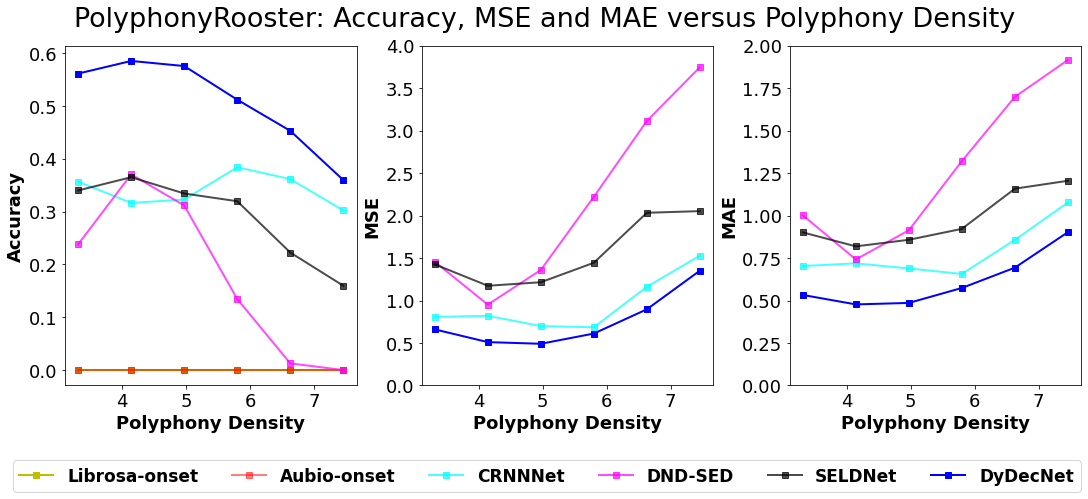 PolyphonyRooster: Accuracy, MSE and MAE versus Polyphony Density
Accuracy
0.6
0.5
0.4
0.3
0.2
0.1
0.0
4 5 6 7
Polyphony Density
MSE
4.0
3.5
3.0
2.5
2.0
1.5
1.0
0.5
0.0
4 5 6 7
Polyphony Density
MAE
2.00
1.75
1.50
1.25
1.00
0.75
0.50
0.25
0.00
4 5 6 7
Polyphony Density
Librosa-onset Aubio-onset CRNNNet DND-SED SELDNet DyDecNet